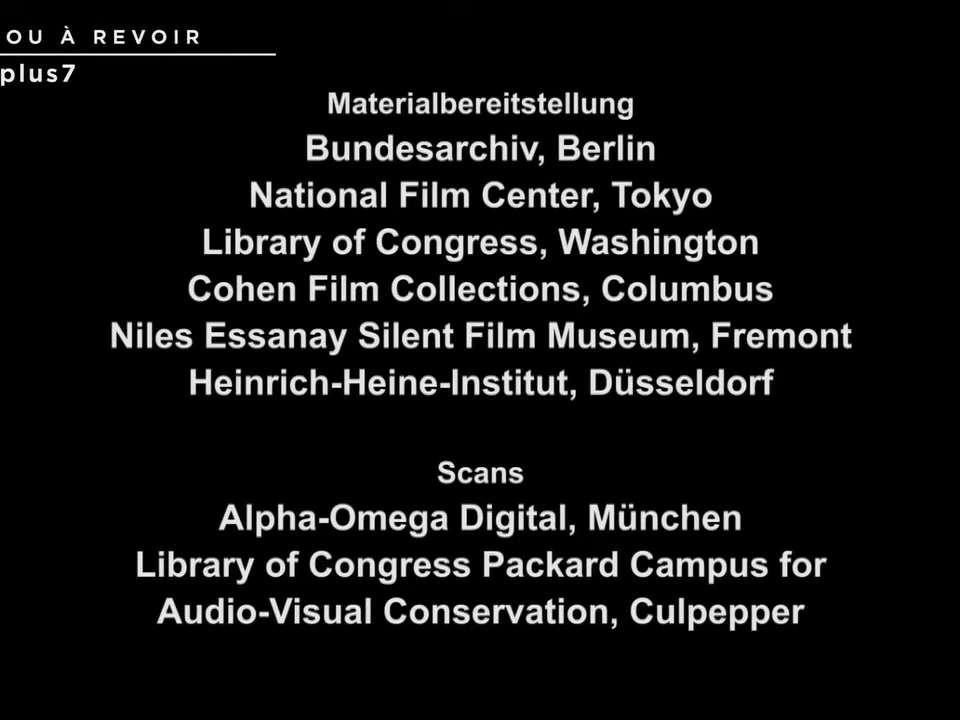 OU À REVOIR
plus7
Materialbereitstellung
Bundesarchiv, Berlin
National Film Center, Tokyo
Library of Congress, Washington
Cohen Film Collections, Columbus
Niles Essanay Silent Film Museum, Fremont
Heinrich-Heine-Institut, Düsseldorf
Scans
Alpha-Omega Digital, München
Library of Congress Packard Campus for
Audio-Visual Conservation, Culpepper